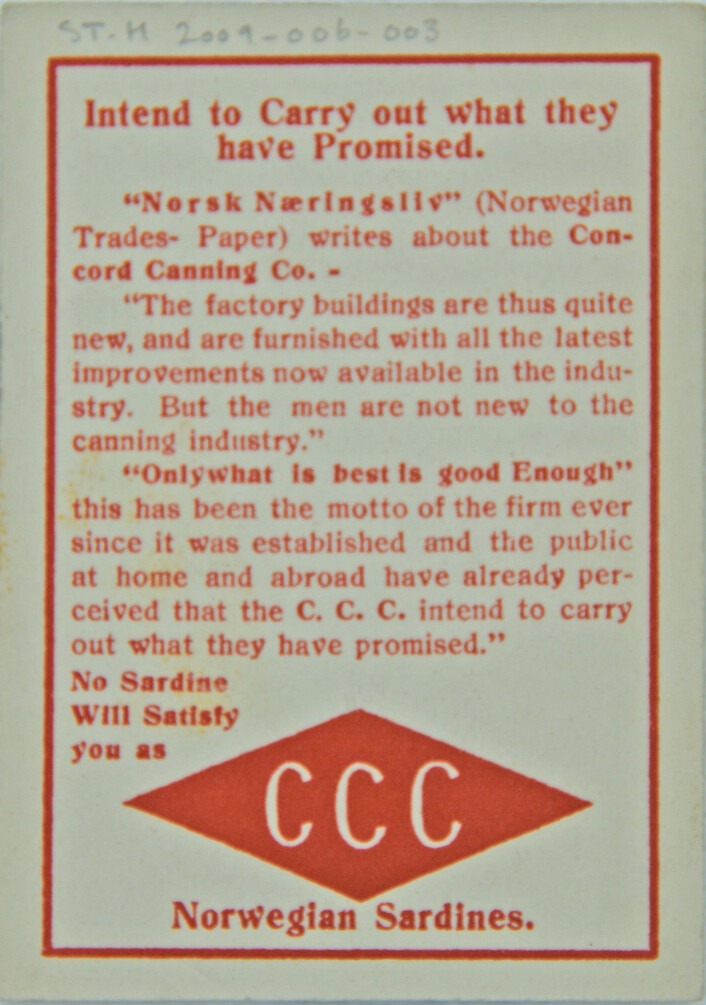 ST-H 2009-006-003
Intend to Carry out what they
have Promised.
"Norsk Næringsliv" (Norwegian
Trades- Paper) writes about the Con-
cord Canning Co. -
"The factory buildings are thus quite
new, and are furnished with all the latest
improvements now available in the indu-
stry. But the men are not new to the
canning industry."
"Onlywhat is best is good Enough"
this has been the motto of the firm ever
since it was established and the public
at home and abroad have already per-
ceived that the C. C. C. intend to carry
out what they have promised."
No Sardine
Will Satisfy
you as
CCC
Norwegian Sardines.